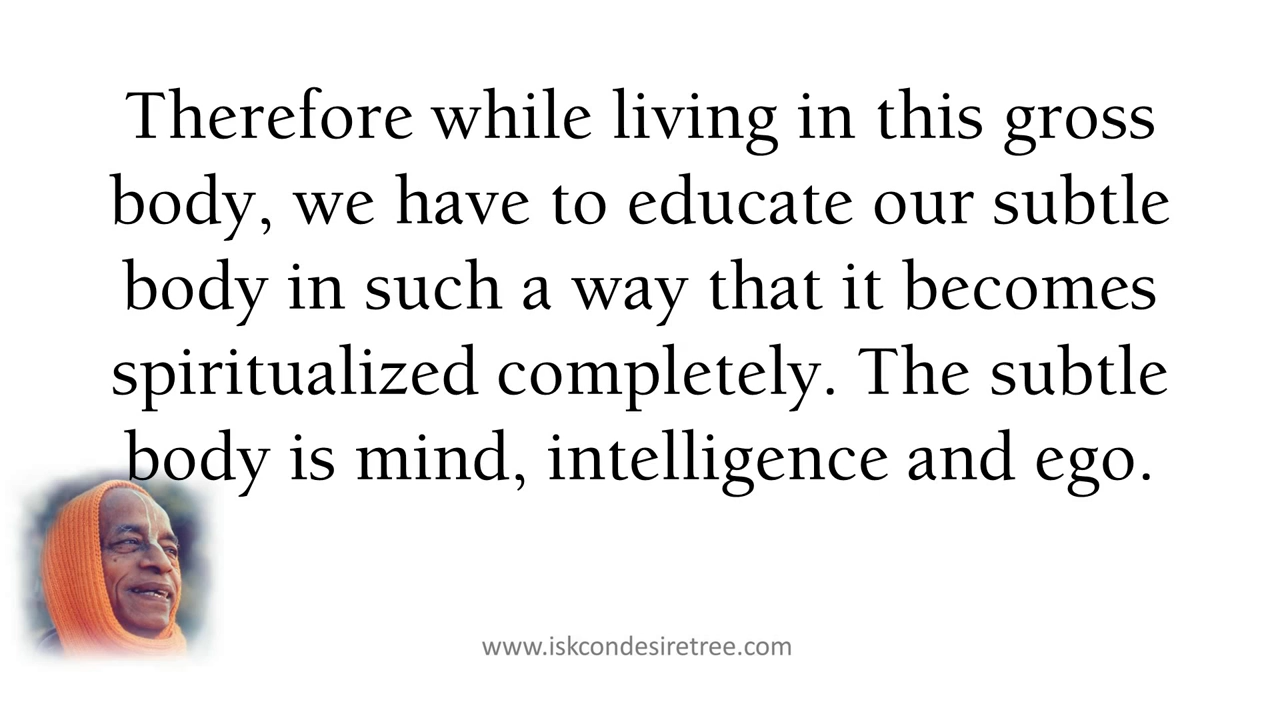 Therefore while living in this gross
body, we have to educate our subtle
body in such a way that it becomes
spiritualized completely. The subtle
body is mind, intelligence and ego.
www.iskcondesiretree.com